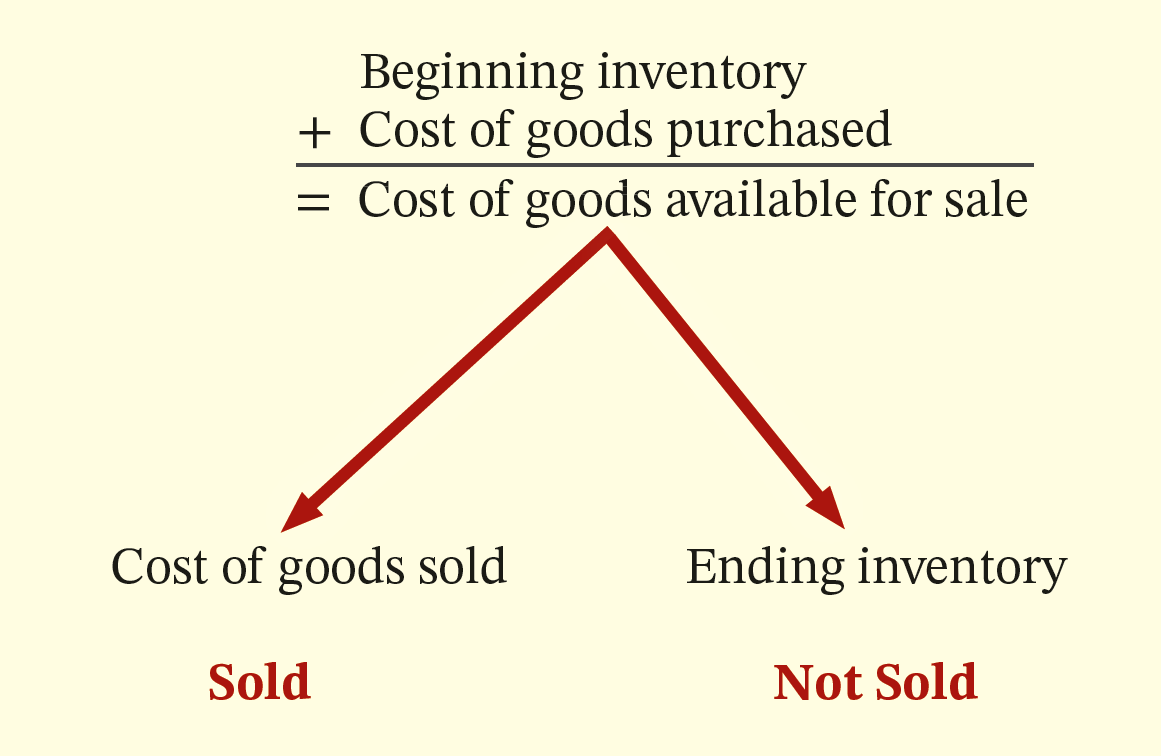 Beginning inventory
+ Cost of goods purchased
= Cost of goods available for sale
Cost of goods sold
Ending inventory
Sold
Not Sold